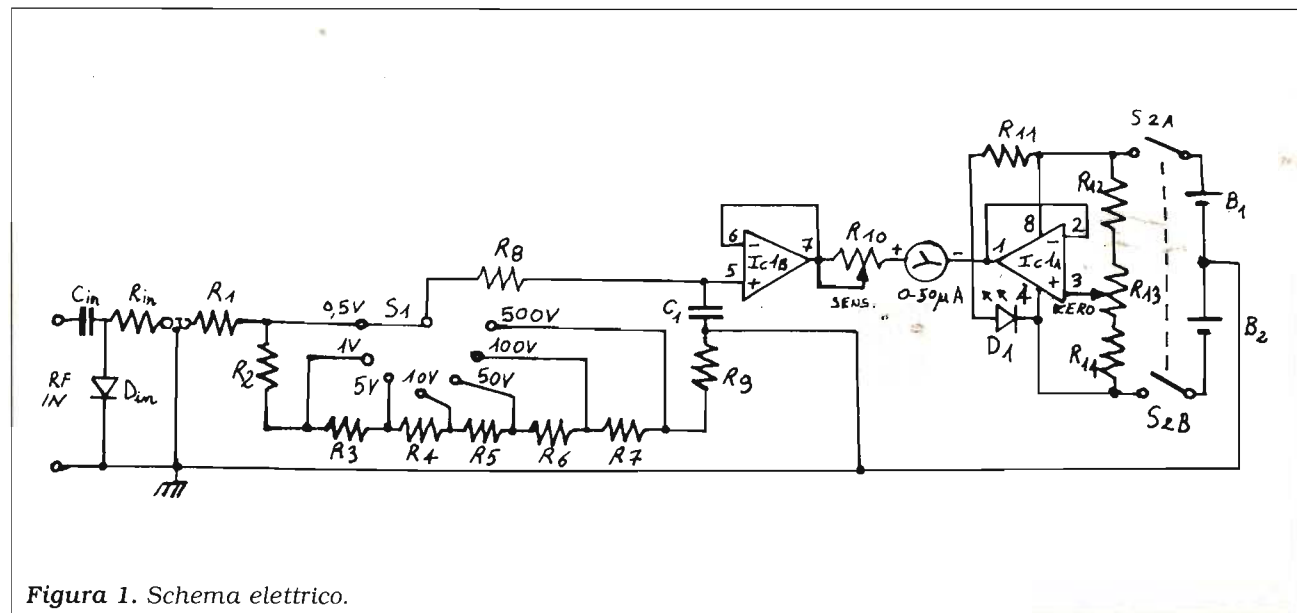 S2A
R11
R12
B1
8
2
1
Ic1A
3
R13
ZERO
4
D1
R14
B2
S2B
6
7
R10
+
-
Ic1B
5
+
-
SENS.
0-50µA
R8
C1
R9
Cin
Rin
R1
0,5V
S1
500V
1V
100V
5V
10V
50V
R2
RF
IN
Din
R3
R4
R5
R6
R7
Figura 1. Schema elettrico.